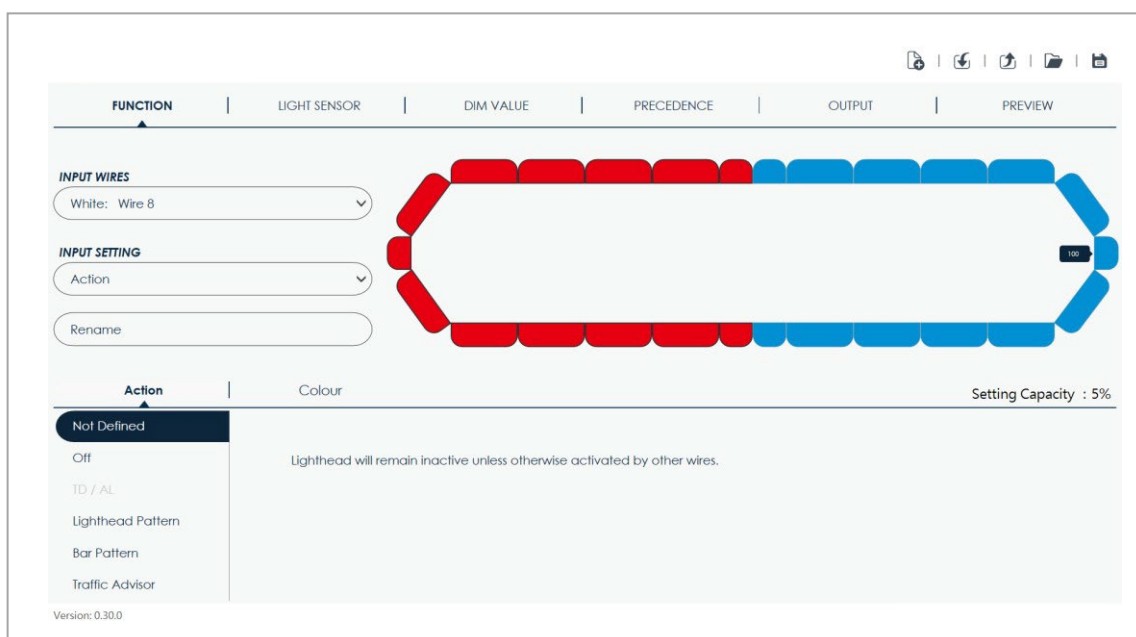 FUNCTION | LIGHT SENSOR | DIM VALUE | PRECEDENCE | OUTPUT | PREVIEW
INPUT WIRES
White: Wire 8
INPUT SETTING
Action
Rename
100
Action | Colour
Setting Capacity : 5%
Not Defined
Off
TD / AL
Lighthead Pattern
Bar Pattern
Traffic Advisor
Lighthead will remain inactive unless otherwise activated by other wires.
Version: 0.30.0